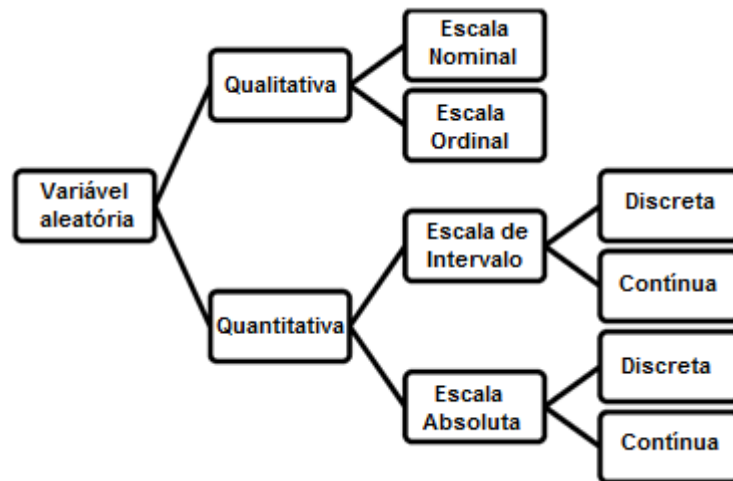 Variável
aleatória
Qualitativa
Escala
Nominal
Escala
Ordinal
Quantitativa
Escala de
Intervalo
Discreta
Contínua
Escala
Absoluta
Discreta
Contínua